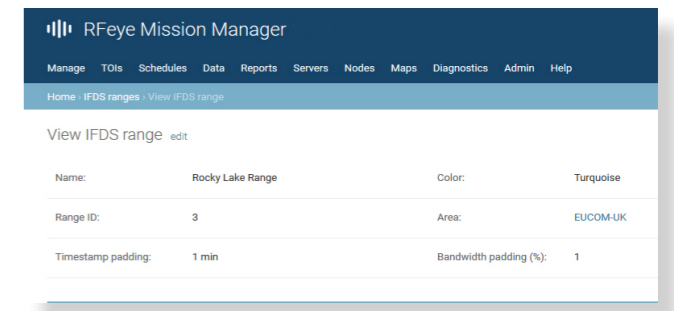 RFeye Mission Manager
Manage TOIs Schedules Data Reports Servers Nodes Maps Diagnostics Admin Help
Home › IFDS ranges › View IFDS range
View IFDS range edit
Name: Rocky Lake Range Color: Turquoise
Range ID: 3 Area: EUCOM-UK
Timestamp padding: 1 min Bandwidth padding (%): 1